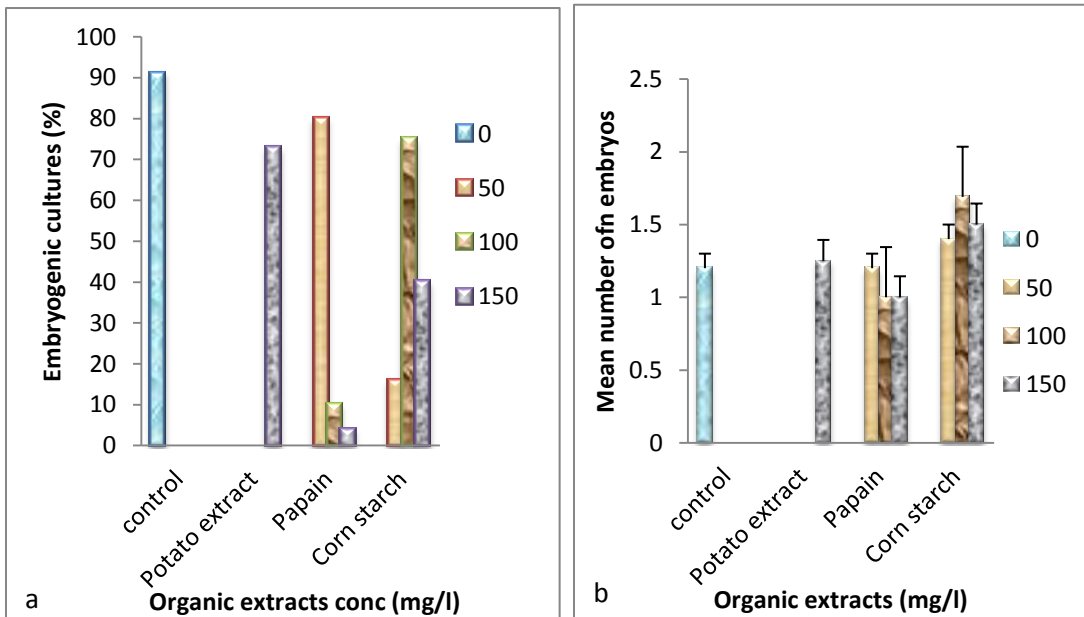 100
90
80
70
60
50
40
30
20
10
0
Embryogenic cultures (%)
0
50
100
150
control
Potato extract
Papain
Corn starch
Organic extracts conc (mg/l)
a
2.5
2
1.5
1
0.5
0
Mean number ofn embryos
0
50
100
150
control
Potato extract
Papain
Corn starch
Organic extracts (mg/l)
b